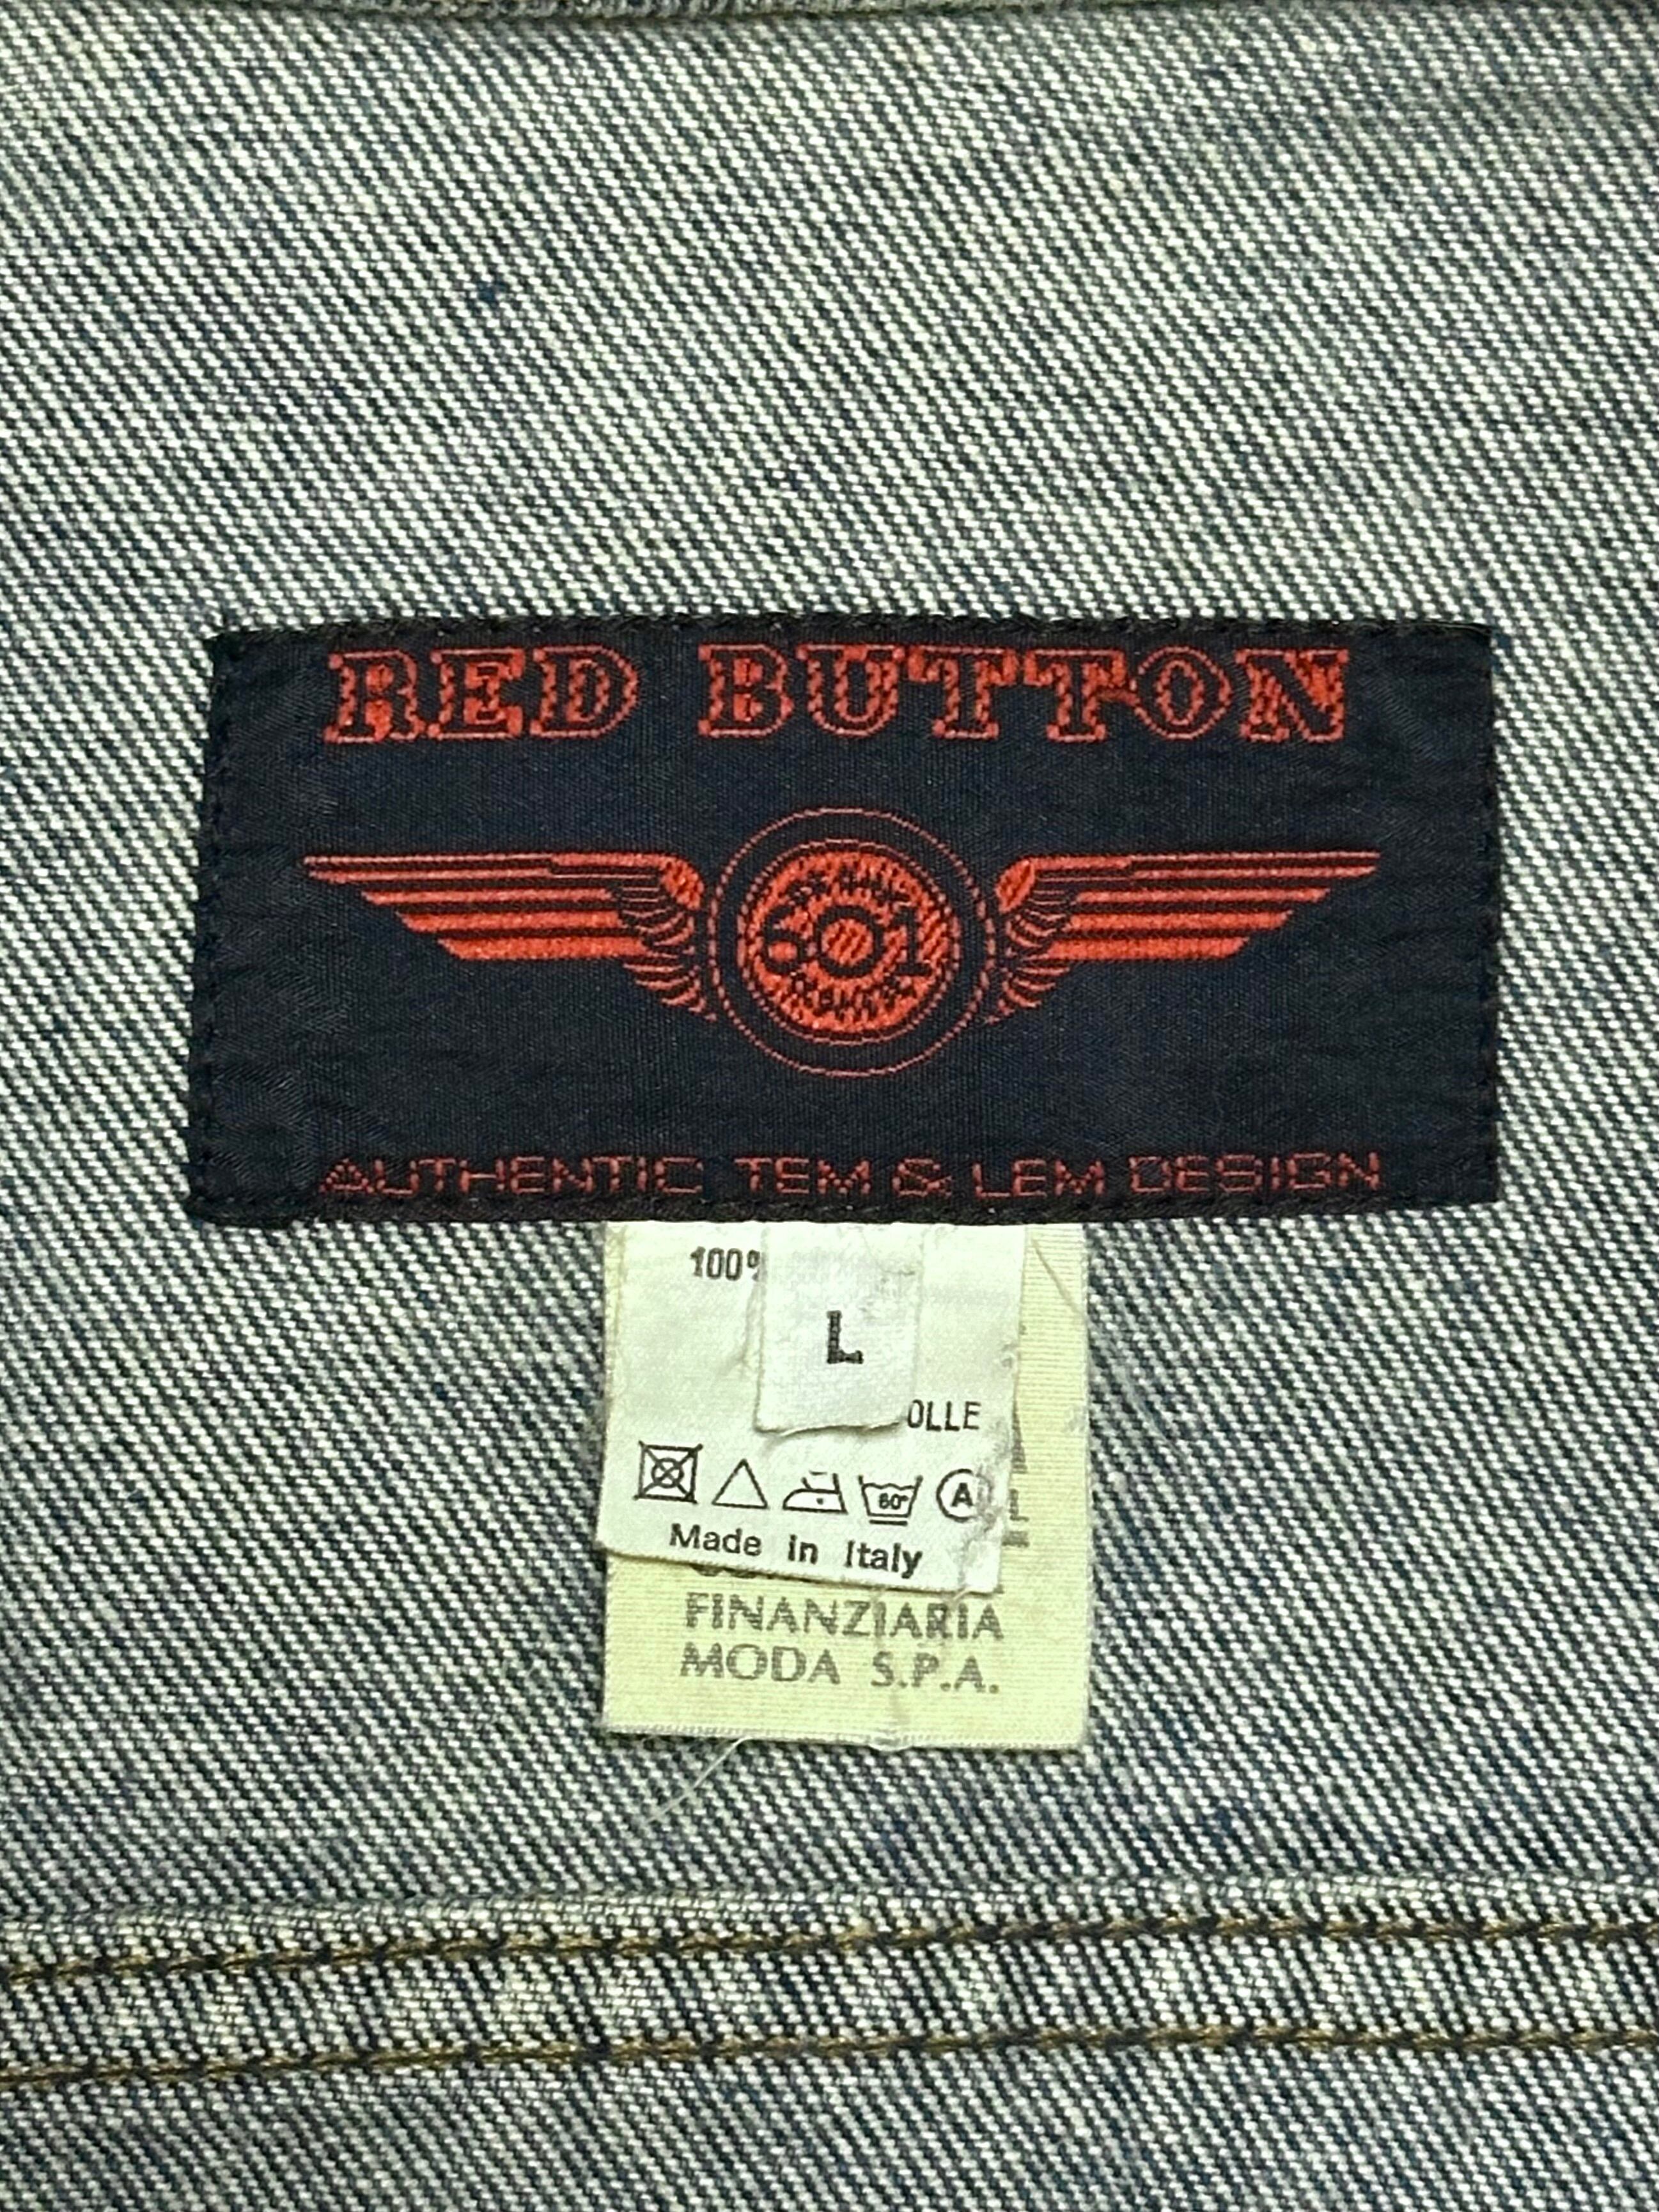 RED BUTTON
601
AUTHENTIC TEM & LEM DESIGN
100%
L
OLLE
60°
A
Made in Italy
FINANZIARIA
MODA S.P.A.